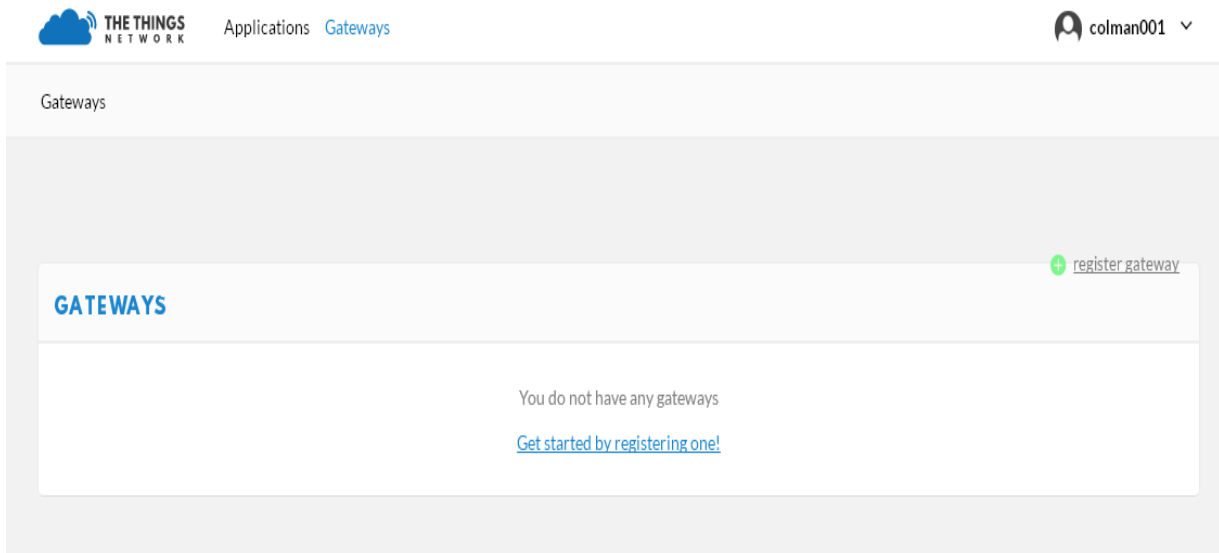 THE THINGS
NETWORK
Applications Gateways
colman001
Gateways
register gateway
GATEWAYS
You do not have any gateways
Get started by registering one!